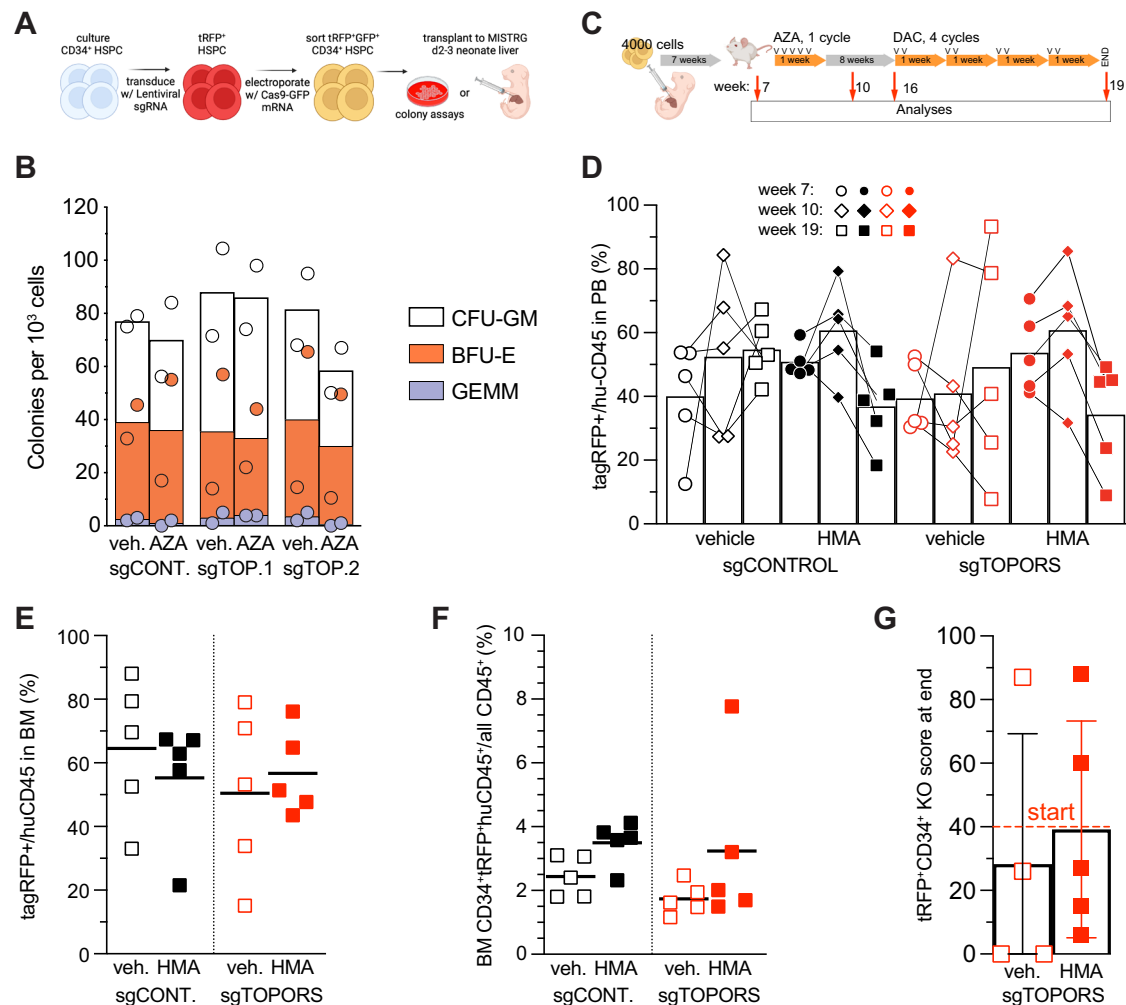 A
culture
CD34⁺ HSPC
tRFP⁺
HSPC
sort tRFP⁺GFP⁺
CD34⁺ HSPC
transplant to MISTRG
d2-3 neonate liver
transduce
w/ Lentiviral
sgRNA
electroporate
w/ Cas9-GFP
mRNA
or
colony assays
C
4000 cells
7 weeks
AZA, 1 cycle
V V V V V
1 week
8 weeks
DAC, 4 cycles
V V
V V
V V
V V
1 week
1 week
1 week
1 week
END
week:
7
10
16
19
Analyses
B
Colonies per 10³ cells
120
100
80
60
40
20
0
veh. AZA
veh. AZA
veh. AZA
sgCONT.
sgTOP.1
sgTOP.2
CFU-GM
BFU-E
GEMM
D
tagRFP+/hu-CD45 in PB (%)
100
80
60
40
20
0
week 7:
week 10:
week 19:
vehicle
HMA
vehicle
HMA
sgCONTROL
sgTOPORS
E
tagRFP+/huCD45 in BM (%)
100
80
60
40
20
0
veh. HMA
veh. HMA
sgCONT.
sgTOPORS
F
BM CD34⁺tRFP⁺huCD45⁺/all CD45⁺ (%)
10
8
6
4
2
0
veh. HMA
veh. HMA
sgCONT.
sgTOPORS
G
tRFP⁺CD34⁺ KO score at end
100
80
60
40
20
0
start
veh.
HMA
sgTOPORS